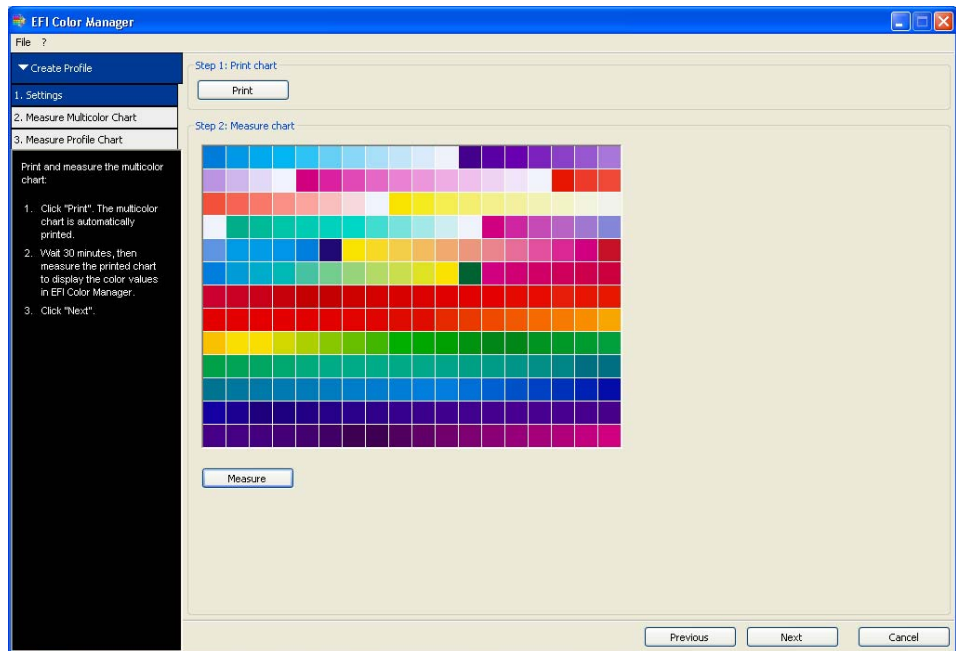 EFI Color Manager
File ?
Create Profile
1. Settings
2. Measure Multicolor Chart
3. Measure Profile Chart
Print and measure the multicolor
chart:
1. Click "Print". The multicolor
chart is automatically
printed.
2. Wait 30 minutes, then
measure the printed chart
to display the color values
in EFI Color Manager.
3. Click "Next".
Step 1: Print chart
Print
Step 2: Measure chart
Measure
Previous Next Cancel